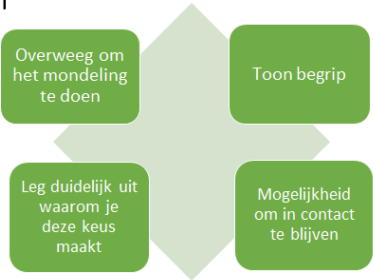 Overweeg om
het mondeling
te doen
Toon begrip
Leg duidelijk uit
waarom je
deze keus
maakt
Mogelijkheid
om in contact
te blijven